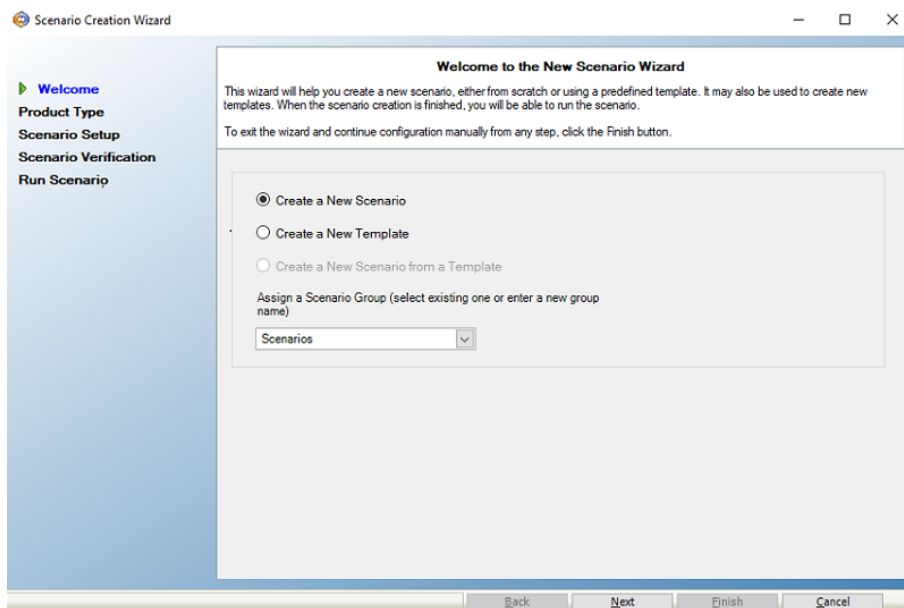 Scenario Creation Wizard
Welcome
Product Type
Scenario Setup
Scenario Verification
Run Scenario
Welcome to the New Scenario Wizard
This wizard will help you create a new scenario, either from scratch or using a predefined template. It may also be used to create new
templates. When the scenario creation is finished, you will be able to run the scenario.
To exit the wizard and continue configuration manually from any step, click the Finish button.
Create a New Scenario
Create a New Template
Create a New Scenario from a Template
Assign a Scenario Group (select existing one or enter a new group
name)
Scenarios
Back Next Finish Cancel